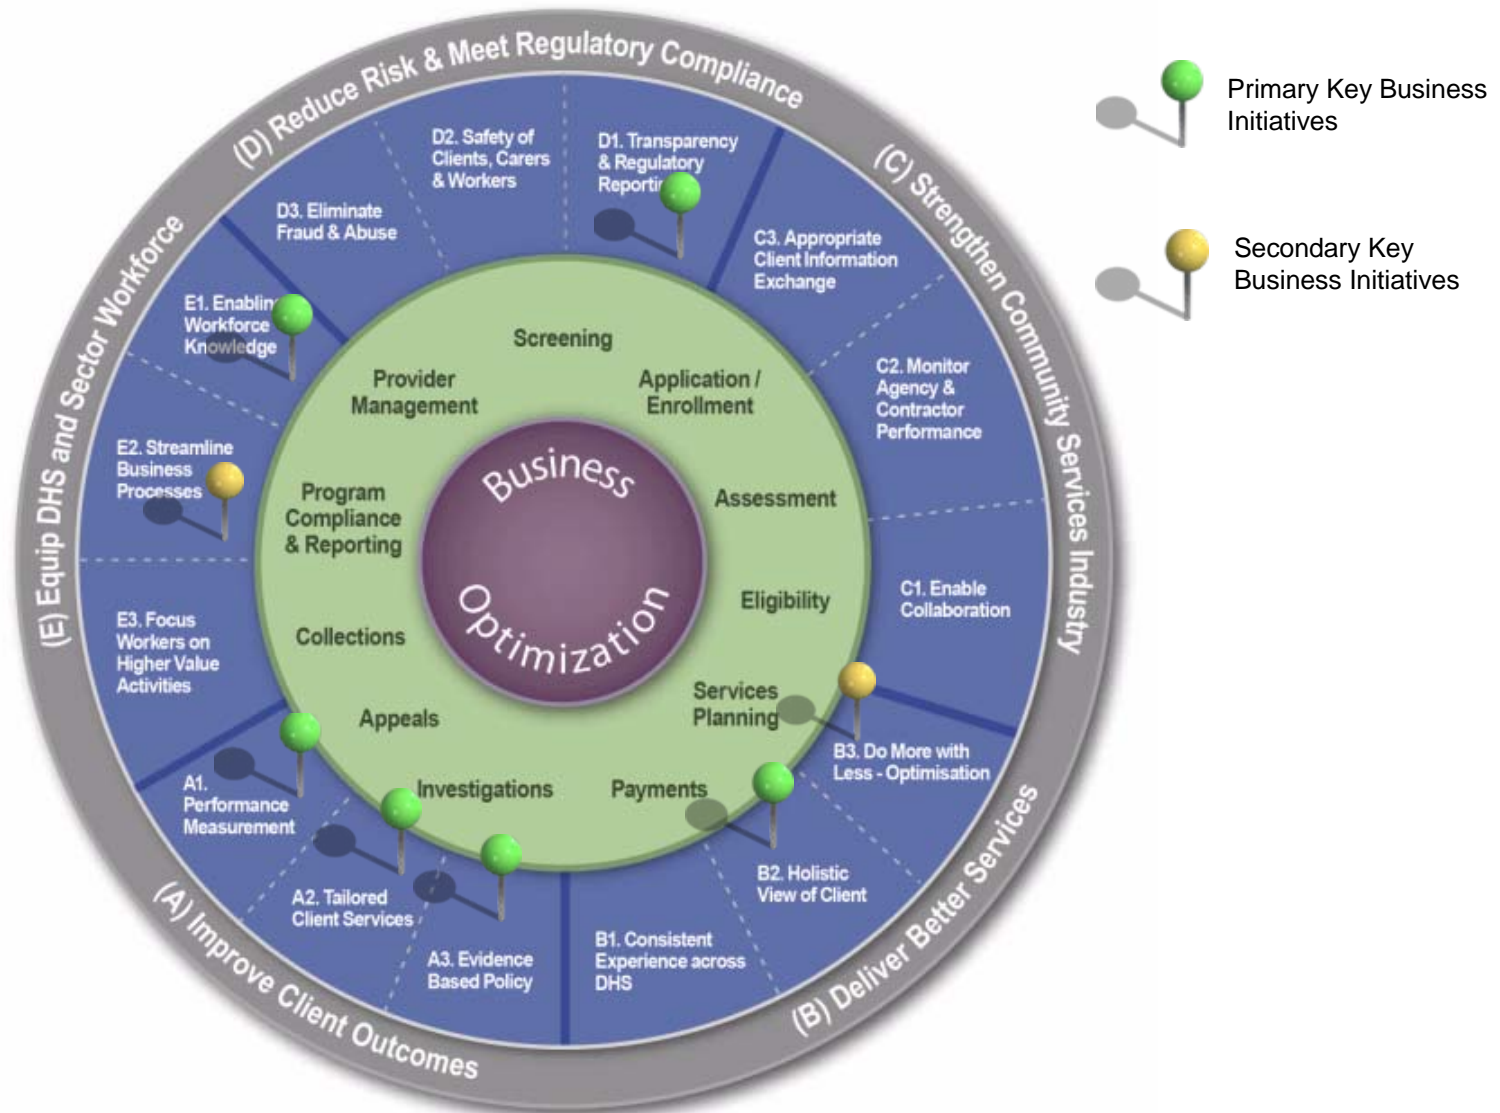 (D) Reduce Risk & Meet Regulatory Compliance
(C) Strengthen Community Services Industry
(B) Deliver Better Services
(A) Improve Client Outcomes
(E) Equip DHS and Sector Workforce
D1. Transparency
& Regulatory
Reporting
D2. Safety of
Clients, Carers
& Workers
D3. Eliminate
Fraud & Abuse
C3. Appropriate
Client Information
Exchange
C2. Monitor
Agency &
Contractor
Performance
C1. Enable
Collaboration
B3. Do More with
Less - Optimisation
B2. Holistic
View of Client
B1. Consistent
Experience across
DHS
A3. Evidence
Based Policy
A2. Tailored
Client Services
A1.
Performance
Measurement
E3. Focus
Workers on
Higher Value
Activities
E2. Streamline
Business
Processes
E1. Enabling
Workforce
Knowledge
Screening
Application /
Enrollment
Assessment
Eligibility
Services
Planning
Payments
Investigations
Appeals
Collections
Program
Compliance
& Reporting
Provider
Management
Business
Optimization
Primary Key Business
Initiatives
Secondary Key
Business Initiatives